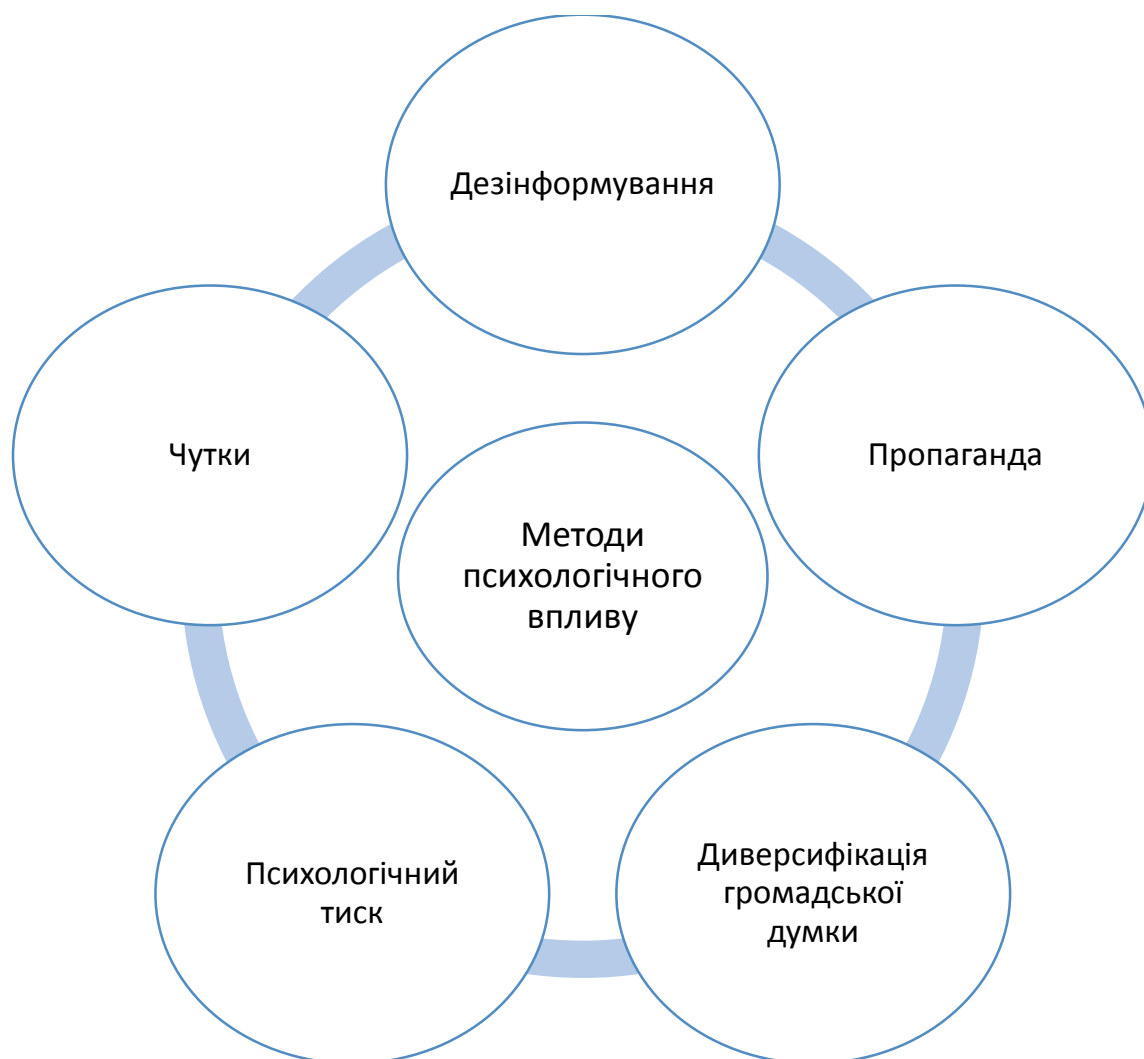 Дезінформування
Чутки
Пропаганда
Методи
психологічного
впливу
Психологічний
тиск
Диверсифікація
громадської
думки